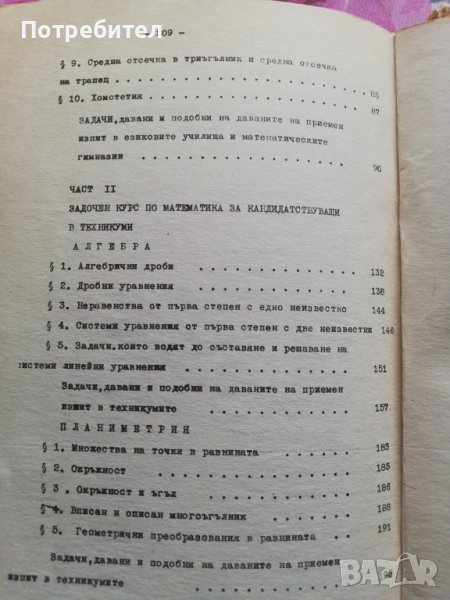 Потребител
§ 9. Средна отсечка в триъгълник и средна отсечка
на трапец . . . . . . . . . . . . . . 85
§ 10. Хомотетия . . . . . . . . . . . . . . 87
ЗАДАЧИ, давани и подобни на даваните на приемен
изпит в езиковите училища и математическите
гимназии . . . . . . . . . . . . . . 90
ЧАСТ II
ЗАДОЧЕН КУРС ПО МАТЕМАТИКА ЗА КАНДИДАТСТВУВАЩИ
В ТЕХНИКУМИ
АЛГЕБРА
§ 1. Алгебрични дроби . . . . . . . . . . 132
§ 2. Дробни уравнения . . . . . . . . . . 138
§ 3. Неравенства от първа степен с едно неизвестно 144
§ 4. Системи уравнения от първа степен с две неизвестни 146
§ 5. Задачи.които водят до съставяне и решаване на
системи линейни уравнения . . . . . . . . 151
Задачи, давани и подобни на даваните на приемен
изпит в техникумите . . . . . . . . . . 157
ПЛАНИМЕТРИЯ
§ 1. Множества на точки в равнината . . . . . . 183
§ 2. Окръжност . . . . . . . . . . . . 185
§ 3 . Окръжност и ъгъл . . . . . . . . . . 186
§ 4. Вписан и описан многоъгълник . . . . . . 188
§ 5. Геометрични преобразования в равнината . . . . 191
Задачи, давани и подобни на даваните на приемен
изпит в техникумите . . . . . . . . . .
BAZAR